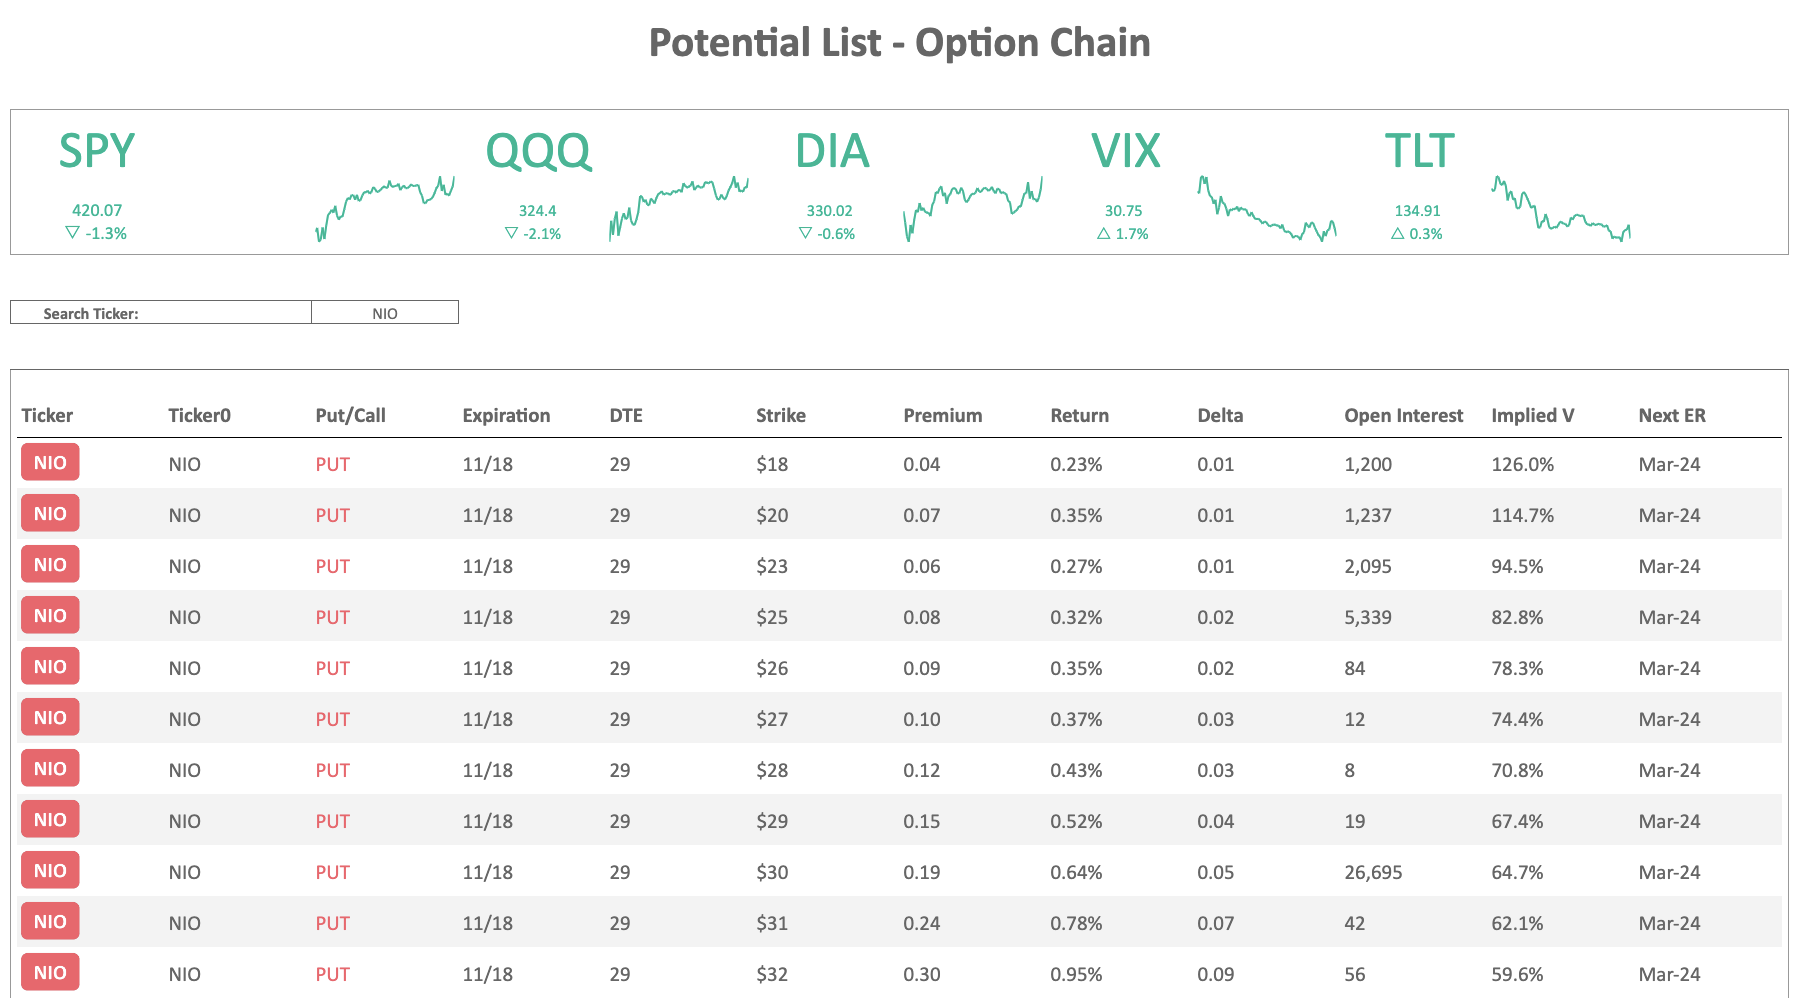 Potential List - Option Chain
SPY QQQ DIA VIX TLT
420.07 324.4 330.02 30.75 134.91
▽ -1.3% ▽ -2.1% ▽ -0.6% △ 1.7% △ 0.3%
Search Ticker: NIO
Ticker Ticker0 Put/Call Expiration DTE Strike Premium Return Delta Open Interest Implied V Next ER
NIO NIO PUT 11/18 29 $18 0.04 0.23% 0.01 1,200 126.0% Mar-24
NIO NIO PUT 11/18 29 $20 0.07 0.35% 0.01 1,237 114.7% Mar-24
NIO NIO PUT 11/18 29 $23 0.06 0.27% 0.01 2,095 94.5% Mar-24
NIO NIO PUT 11/18 29 $25 0.08 0.32% 0.02 5,339 82.8% Mar-24
NIO NIO PUT 11/18 29 $26 0.09 0.35% 0.02 84 78.3% Mar-24
NIO NIO PUT 11/18 29 $27 0.10 0.37% 0.03 12 74.4% Mar-24
NIO NIO PUT 11/18 29 $28 0.12 0.43% 0.03 8 70.8% Mar-24
NIO NIO PUT 11/18 29 $29 0.15 0.52% 0.04 19 67.4% Mar-24
NIO NIO PUT 11/18 29 $30 0.19 0.64% 0.05 26,695 64.7% Mar-24
NIO NIO PUT 11/18 29 $31 0.24 0.78% 0.07 42 62.1% Mar-24
NIO NIO PUT 11/18 29 $32 0.30 0.95% 0.09 56 59.6% Mar-24